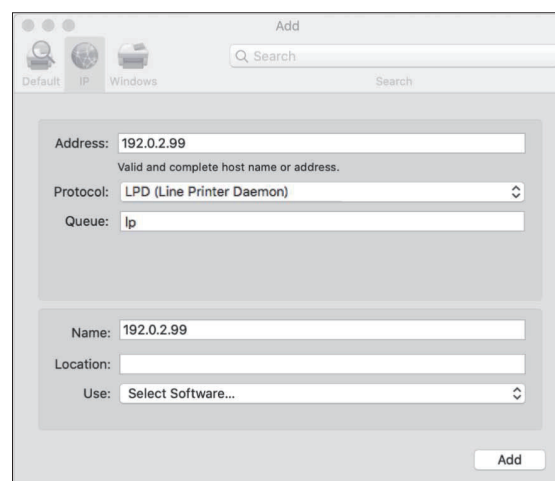 Add
Search
Default IP Windows
Search
Address: 192.0.2.99
Valid and complete host name or address.
Protocol: LPD (Line Printer Daemon)
Queue: lp
Name: 192.0.2.99
Location:
Use: Select Software...
Add